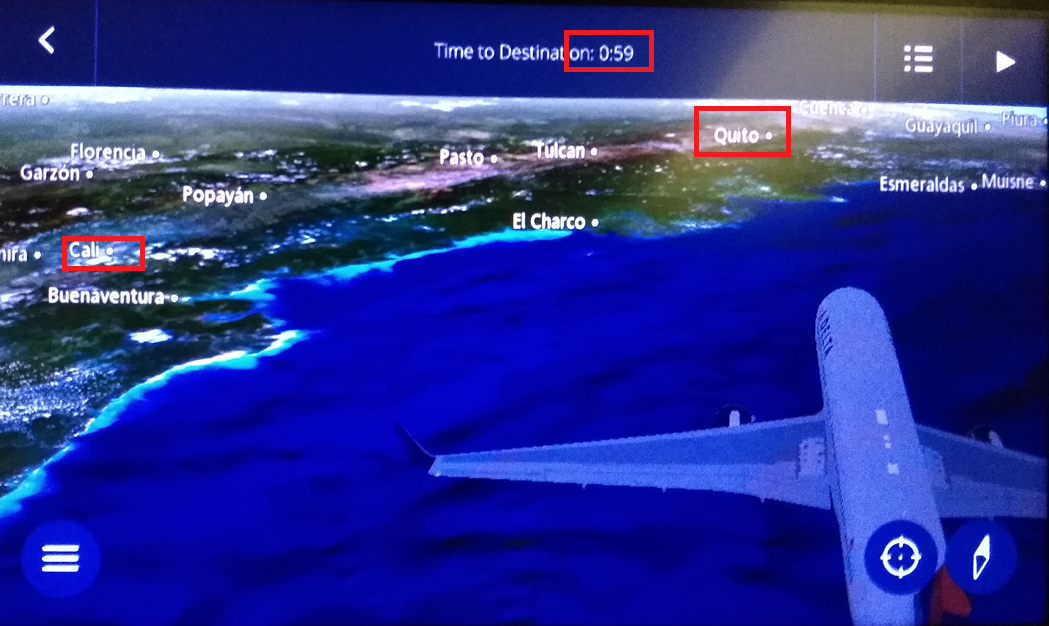 Time to Destination: 0:59
Cuenca
Guayaquil
Piura
Quito
Florencia
Pasto
Tulcan
Garzón
Esmeraldas
Muisne
Popayán
El Charco
Cali
Buenaventura
DELTA